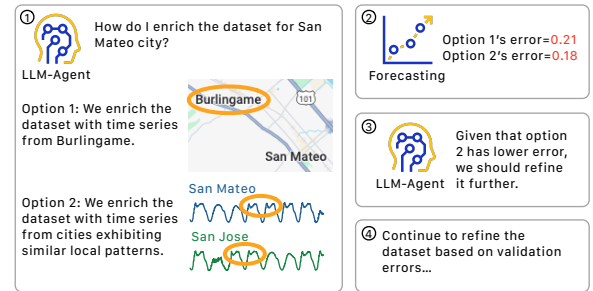 ①
How do I enrich the dataset for San
Mateo city?
LLM-Agent
Option 1: We enrich the
dataset with time series
from Burlingame.
Burlingame
101
San Mateo
Option 2: We enrich the
dataset with time series
from cities exhibiting
similar local patterns.
San Mateo
San Jose
②
Option 1's error=0.21
Option 2's error=0.18
Forecasting
③
Given that option
2 has lower error,
we should refine
it further.
LLM-Agent
④ Continue to refine the
dataset based on validation
errors...